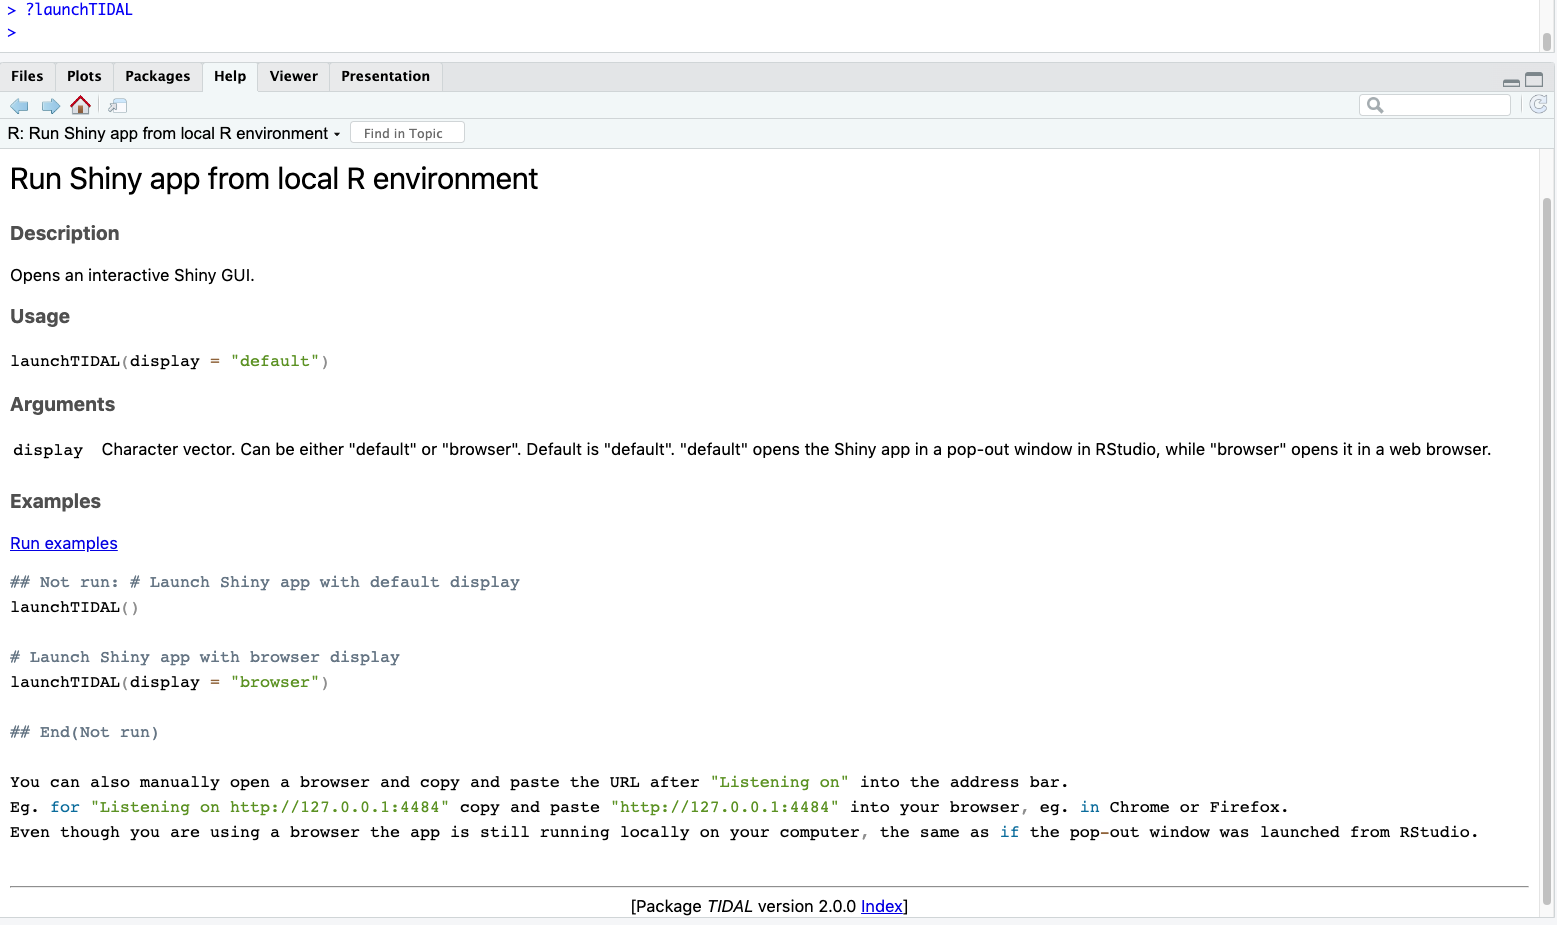 > ?launchTIDAL
>
Files Plots Packages Help Viewer Presentation
R: Run Shiny app from local R environment Find in Topic
Run Shiny app from local R environment
Description
Opens an interactive Shiny GUI.
Usage
launchTIDAL(display = "default")
Arguments
display Character vector. Can be either "default" or "browser". Default is "default". "default" opens the Shiny app in a pop-out window in RStudio, while "browser" opens it in a web browser.
Examples
Run examples
## Not run: # Launch Shiny app with default display
launchTIDAL()
# Launch Shiny app with browser display
launchTIDAL(display = "browser")
## End(Not run)
You can also manually open a browser and copy and paste the URL after "Listening on" into the address bar.
Eg. for "Listening on http://127.0.0.1:4484" copy and paste "http://127.0.0.1:4484" into your browser, eg. in Chrome or Firefox.
Even though you are using a browser the app is still running locally on your computer, the same as if the pop-out window was launched from RStudio.
[Package TIDAL version 2.0.0 Index]